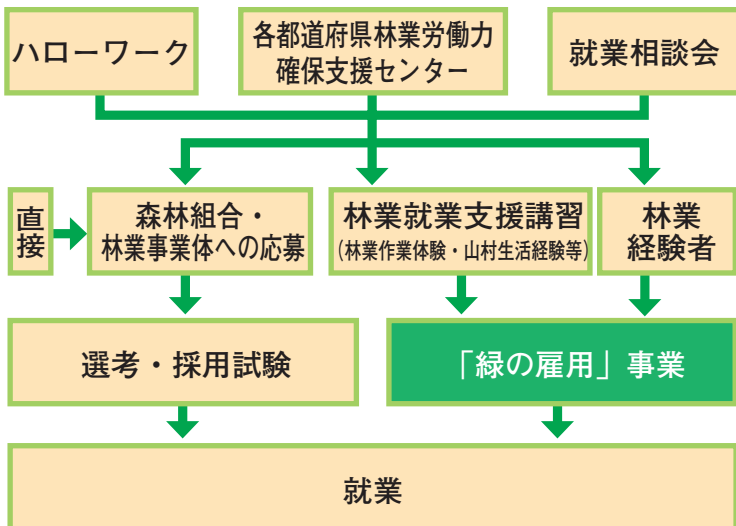 ハローワーク
各都道府県林業労働力
確保支援センター
就業相談会
直接
森林組合・
林業事業体への応募
林業就業支援講習
(林業作業体験・山村生活経験等)
林業
経験者
選考・採用試験
「緑の雇用」事業
就業